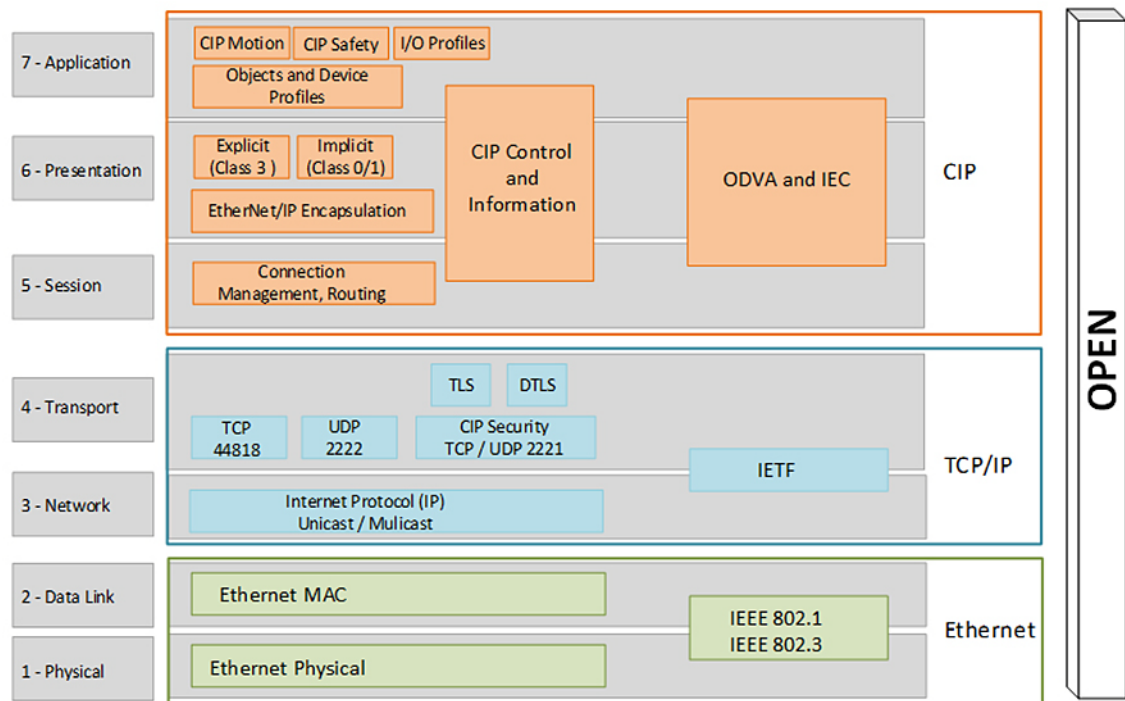 7 - Application
CIP Motion
CIP Safety
I/O Profiles
Objects and Device
Profiles
6 - Presentation
Explicit
(Class 3 )
Implicit
(Class 0/1)
EtherNet/IP Encapsulation
CIP Control
and
Information
ODVA and IEC
CIP
5 - Session
Connection
Management, Routing
4 - Transport
TLS
DTLS
TCP
44818
UDP
2222
CIP Security
TCP / UDP 2221
IETF
TCP/IP
3 - Network
Internet Protocol (IP)
Unicast / Mulicast
2 - Data Link
Ethernet MAC
IEEE 802.1
IEEE 802.3
Ethernet
1 - Physical
Ethernet Physical
OPEN